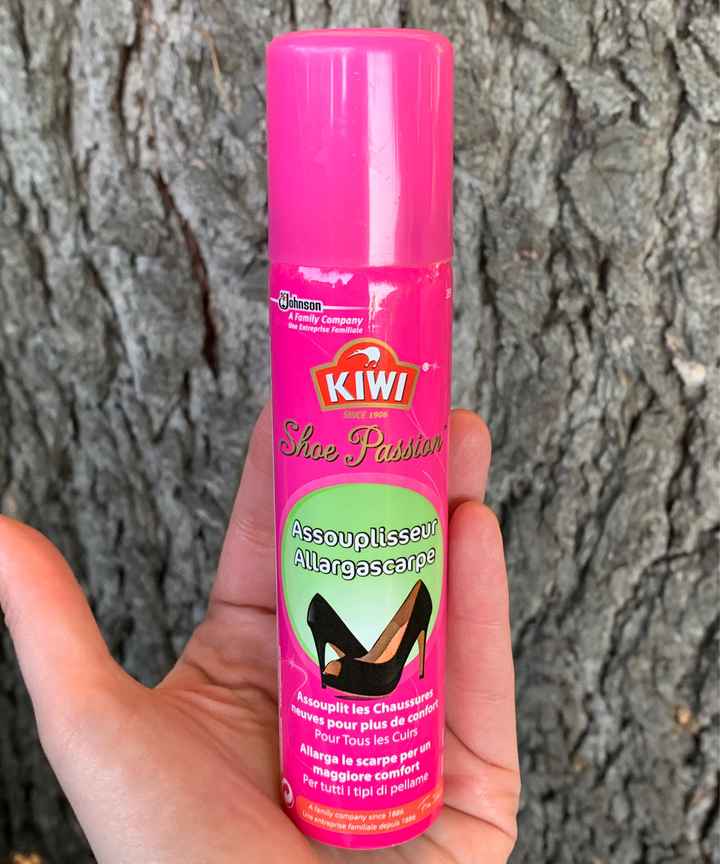 SC Johnson
A Family Company
Une Entreprise Familiale
KIWI®
SINCE 1906
Shoe Passion™
Assouplisseur
Allargascarpe
Assouplit les Chaussures
neuves pour plus de confort
Pour Tous les Cuirs
Allarga le scarpe per un
maggiore comfort
Per tutti i tipi di pellame
A family company since 1886
Une entreprise familiale depuis 1886